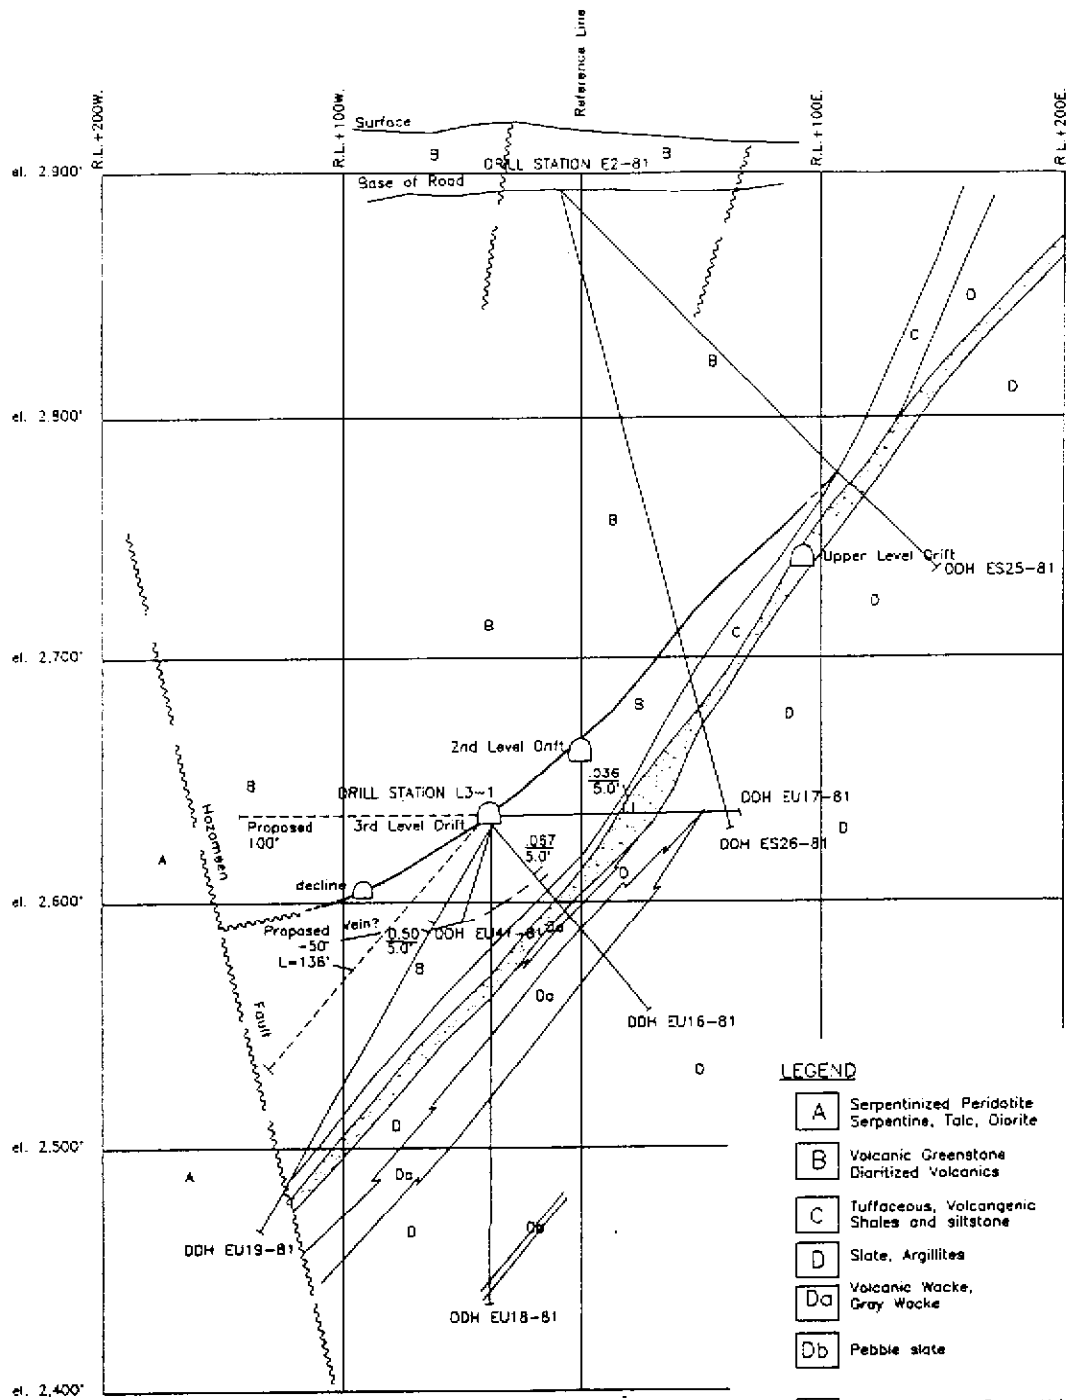 R.L.+200W.
R.L.+100W.
Reference Line
R.L.+100E.
R.L.+200E.
Surface
B
B
DRILL STATION E2-81
el. 2,900'
Base of Road
D
C
B
D
el. 2,800'
B
Upper Level Drift
DDH ES25-81
D
B
C
el. 2,700'
B
D
2nd Level Drift
.036
5.0'
B
DRILL STATION L3-1
DDH EU17-81
Proposed
100'
3rd Level Drift
D
DDH ES26-81
A
Hozameen
.067
5.0'
D
decline
el. 2,600'
Vein?
Proposed
-50
L=136'
0.50
5.0'
DDH EU41-81
Da
B
Da
Fault
DDH EU16-81
D
LEGEND
A Serpentinized Peridotite
Serpentine, Talc, Diorite
D
el. 2,500'
B Volcanic Greenstone
Dioritized Volcanics
A
Da
C Tuffaceous, Volcangenic
Shales and siltstone
D
Db
DDH EU19-81
D Slate, Argillites
Da Volcanic Wacke,
Gray Wacke
DDH EU18-81
Db Pebble slate
el. 2,400'